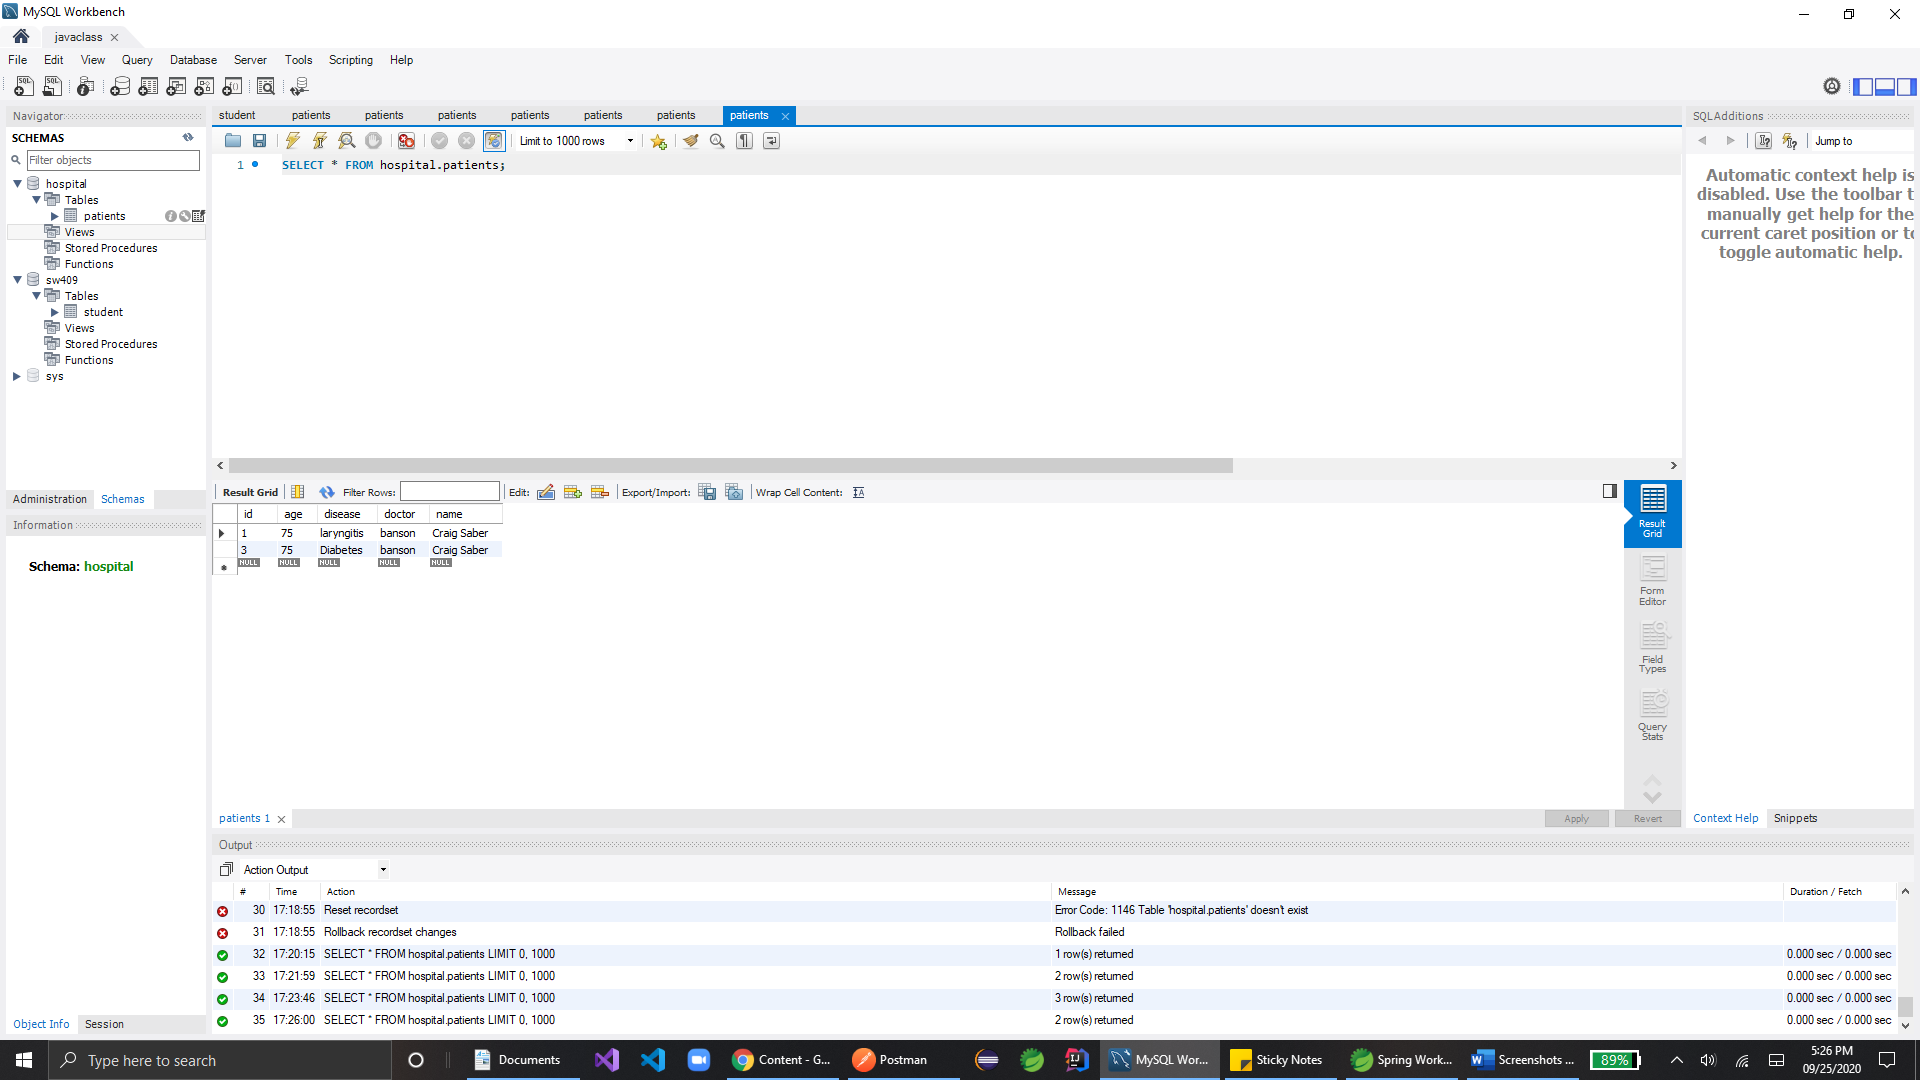 MySQL Workbench
javaclass
File Edit View Query Database Server Tools Scripting Help
Navigator
SCHEMAS
Filter objects
hospital
Tables
patients
Views
Stored Procedures
Functions
sw409
Tables
student
Views
Stored Procedures
Functions
sys
Administration Schemas
Information
Schema: hospital
Object Info Session
student patients patients patients patients patients patients patients
Limit to 1000 rows
1 SELECT * FROM hospital.patients;
Result Grid Filter Rows: Edit: Export/Import: Wrap Cell Content:
id age disease doctor name
1 75 laryngitis banson Craig Saber
3 75 Diabetes banson Craig Saber
NULL NULL NULL NULL NULL
Result Grid
Form Editor
Field Types
Query Stats
patients 1 Apply Revert
SQLAdditions
Jump to
Automatic context help is
disabled. Use the toolbar t
manually get help for the
current caret position or to
toggle automatic help.
Context Help Snippets
Output
Action Output
# Time Action Message Duration / Fetch
30 17:18:55 Reset recordset Error Code: 1146 Table 'hospital.patients' doesn't exist
31 17:18:55 Rollback recordset changes Rollback failed
32 17:20:15 SELECT * FROM hospital.patients LIMIT 0, 1000 1 row(s) returned 0.000 sec / 0.000 sec
33 17:21:59 SELECT * FROM hospital.patients LIMIT 0, 1000 2 row(s) returned 0.000 sec / 0.000 sec
34 17:23:46 SELECT * FROM hospital.patients LIMIT 0, 1000 3 row(s) returned 0.000 sec / 0.000 sec
35 17:26:00 SELECT * FROM hospital.patients LIMIT 0, 1000 2 row(s) returned 0.000 sec / 0.000 sec
Type here to search Documents Content - G... Postman MySQL Wor... Sticky Notes Spring Work... Screenshots ... 89% 5:26 PM
09/25/2020